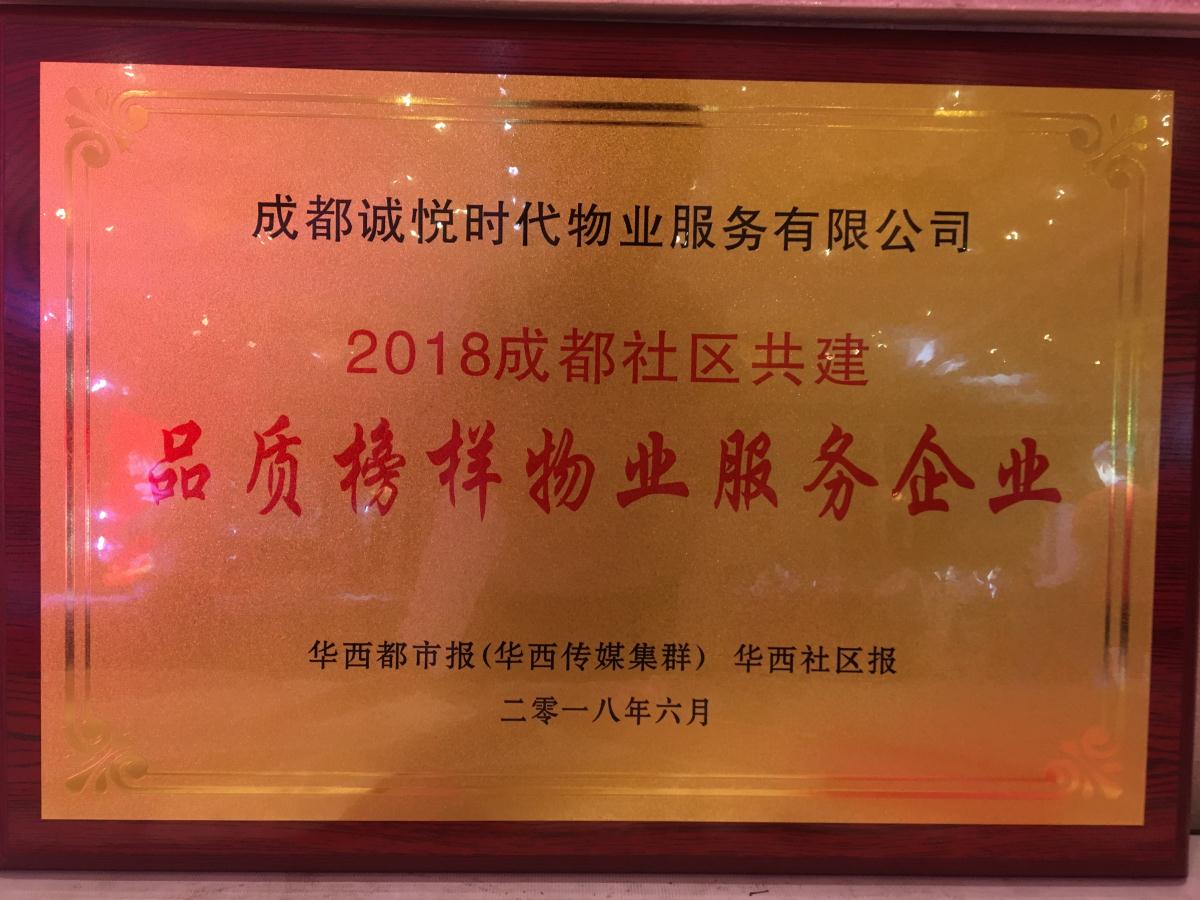 成都诚悦时代物业服务有限公司
2018成都社区共建
品质榜样物业服务企业
华西都市报(华西传媒集群) 华西社区报
二零一八年六月